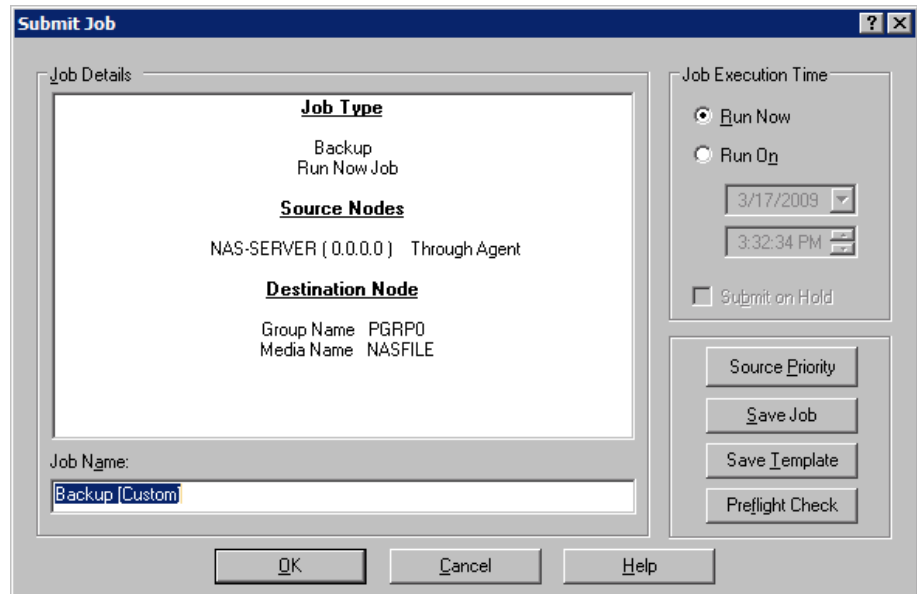 Submit Job
Job Details
Job Type
Backup
Run Now Job
Source Nodes
NAS-SERVER ( 0.0.0.0 ) Through Agent
Destination Node
Group Name PGRP0
Media Name NASFILE
Job Name:
Backup [Custom]
Job Execution Time
Run Now
Run On
3/17/2009
3:32:34 PM
Submit on Hold
Source Priority
Save Job
Save Template
Preflight Check
OK
Cancel
Help